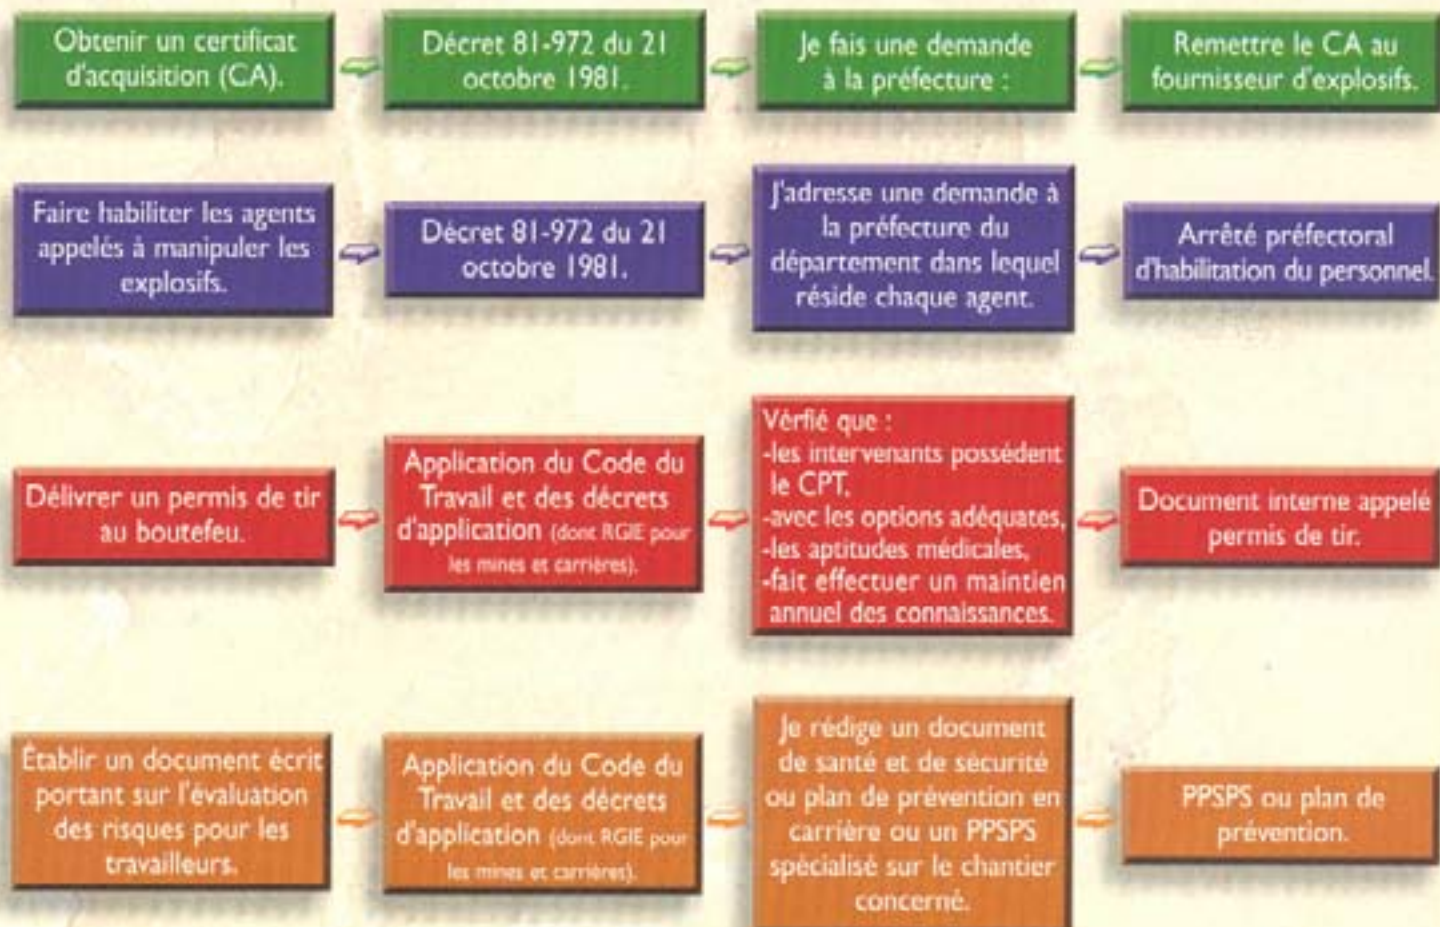 Obtenir un certificat
d'acquisition (CA).
Décret 81-972 du 21
octobre 1981.
Je fais une demande
à la préfecture :
Remettre le CA au
fournisseur d'explosifs.
Faire habiliter les agents
appelés à manipuler les
explosifs.
Décret 81-972 du 21
octobre 1981.
J'adresse une demande à
la préfecture du
département dans lequel
réside chaque agent.
Arrêté préfectoral
d'habilitation du personnel.
Délivrer un permis de tir
au boutefeu.
Application du Code du
Travail et des décrets
d'application (dont RGIE pour
les mines et carrières).
Vérfié que :
-les intervenants possédent
le CPT,
-avec les options adéquates,
-les aptitudes médicales,
-fait effectuer un maintien
annuel des connaissances.
Document interne appelé
permis de tir.
Établir un document écrit
portant sur l'évaluation
des risques pour les
travailleurs.
Application du Code du
Travail et des décrets
d'application (dont RGIE pour
les mines et carrières).
Je rédige un document
de santé et de sécurité
ou plan de prévention en
carrière ou un PPSPS
spécialisé sur le chantier
concerné.
PPSPS ou plan de
prévention.